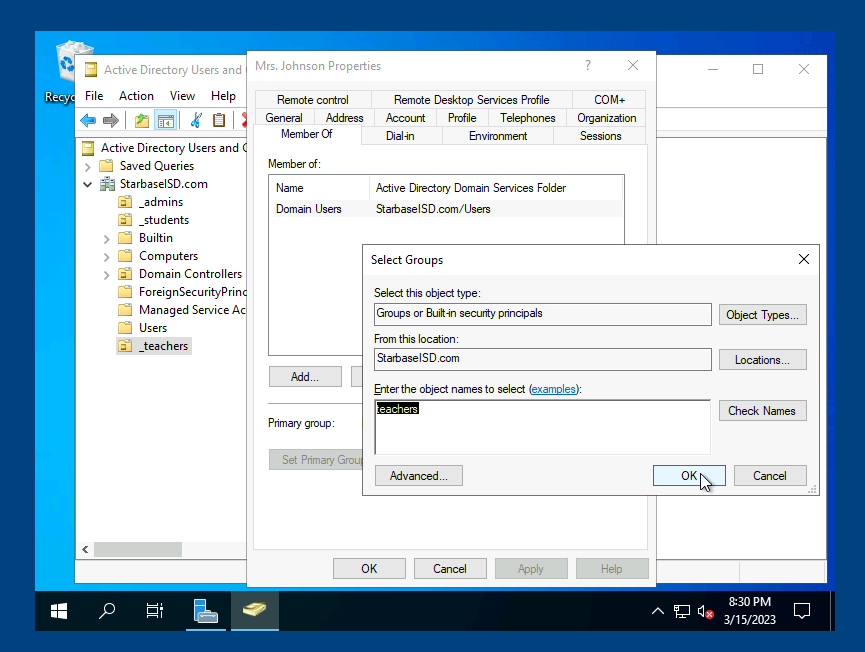 Recyc
Active Directory Users and
File Action View Help
Active Directory Users and C
Saved Queries
StarbaseISD.com
_admins
_students
Builtin
Computers
Domain Controllers
ForeignSecurityPrinc
Managed Service Ac
Users
_teachers
Mrs. Johnson Properties
?
Remote control Remote Desktop Services Profile COM+
General Address Account Profile Telephones Organization
Member Of Dial-in Environment Sessions
Member of:
Name Active Directory Domain Services Folder
Domain Users StarbaseISD.com/Users
Add...
Primary group:
Set Primary Group
OK Cancel Apply Help
Select Groups
Select this object type:
Groups or Built-in security principals Object Types...
From this location:
StarbaseISD.com Locations...
Enter the object names to select (examples):
teachers Check Names
Advanced... OK Cancel
8:30 PM
3/15/2023